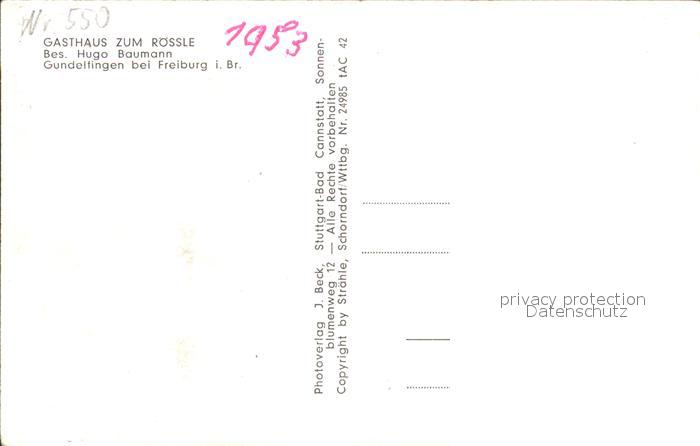 Nr 550
GASTHAUS ZUM RÖSSLE
Bes. Hugo Baumann
Gundelfingen bei Freiburg i. Br.
1953
Photoverlag J. Beck, Stuttgart-Bad Cannstatt, Sonnen-
blumenweg 12 — Alle Rechte vorbehalten
Copyright by Strähle, Schorndorf/Wttbg. Nr. 24985 tAC 42
privacy protection
Datenschutz